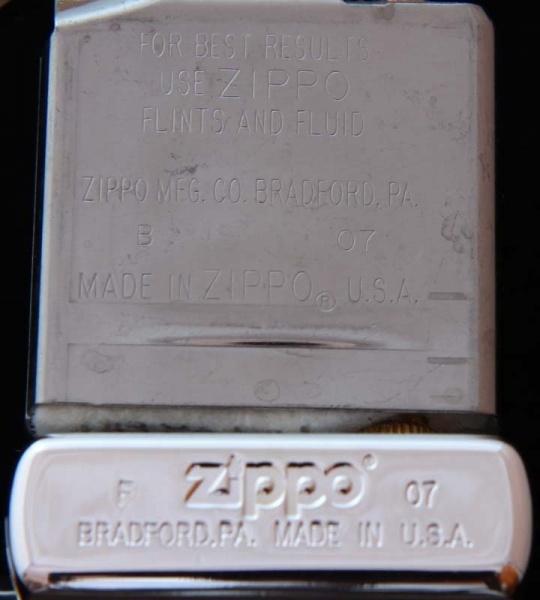 FOR BEST RESULTS
USE ZIPPO
FLINTS AND FLUID
ZIPPO MFG. CO. BRADFORD, PA.
B 07
MADE IN ZIPPO® U.S.A.
F zippo® 07
BRADFORD,PA. MADE IN U.S.A.